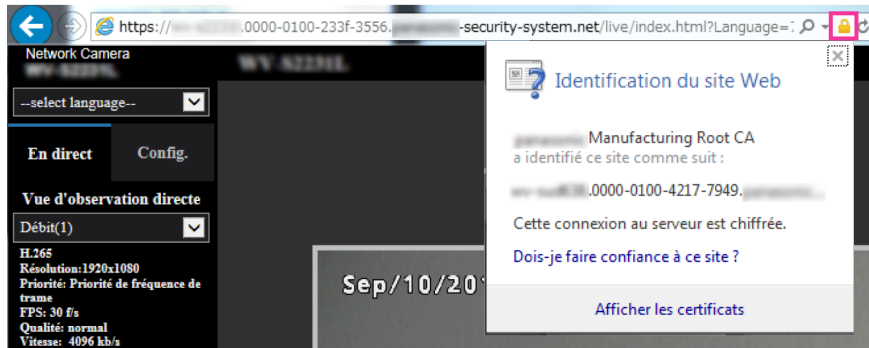 https:// .0000-0100-233f-3556. -security-system.net/live/index.html?Language=
Network Camera
WV-S2231L
WV-S2231L
--select language--
En direct
Config.
Vue d'observation directe
Débit(1)
H.265
Résolution:1920x1080
Priorité: Priorité de fréquence de
trame
FPS: 30 f/s
Qualité: normal
Vitesse: 4096 kb/s
Sep/10/20
Identification du site Web
Manufacturing Root CA
a identifié ce site comme suit :
.0000-0100-4217-7949.
Cette connexion au serveur est chiffrée.
Dois-je faire confiance à ce site ?
Afficher les certificats